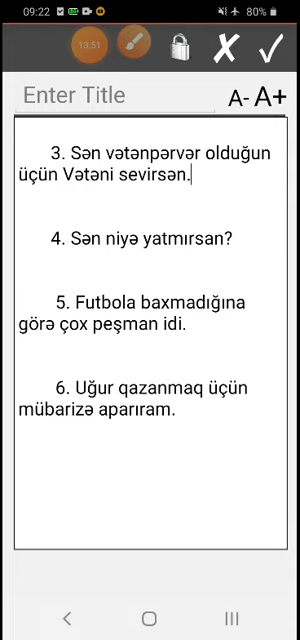 09:22
80%
13:51
Enter Title
A- A+
3. Sən vətənpərvər olduğun
üçün Vətəni sevirsən.
4. Sən niyə yatmırsan?
5. Futbola baxmadığına
görə çox peşman idi.
6. Uğur qazanmaq üçün
mübarizə aparıram.